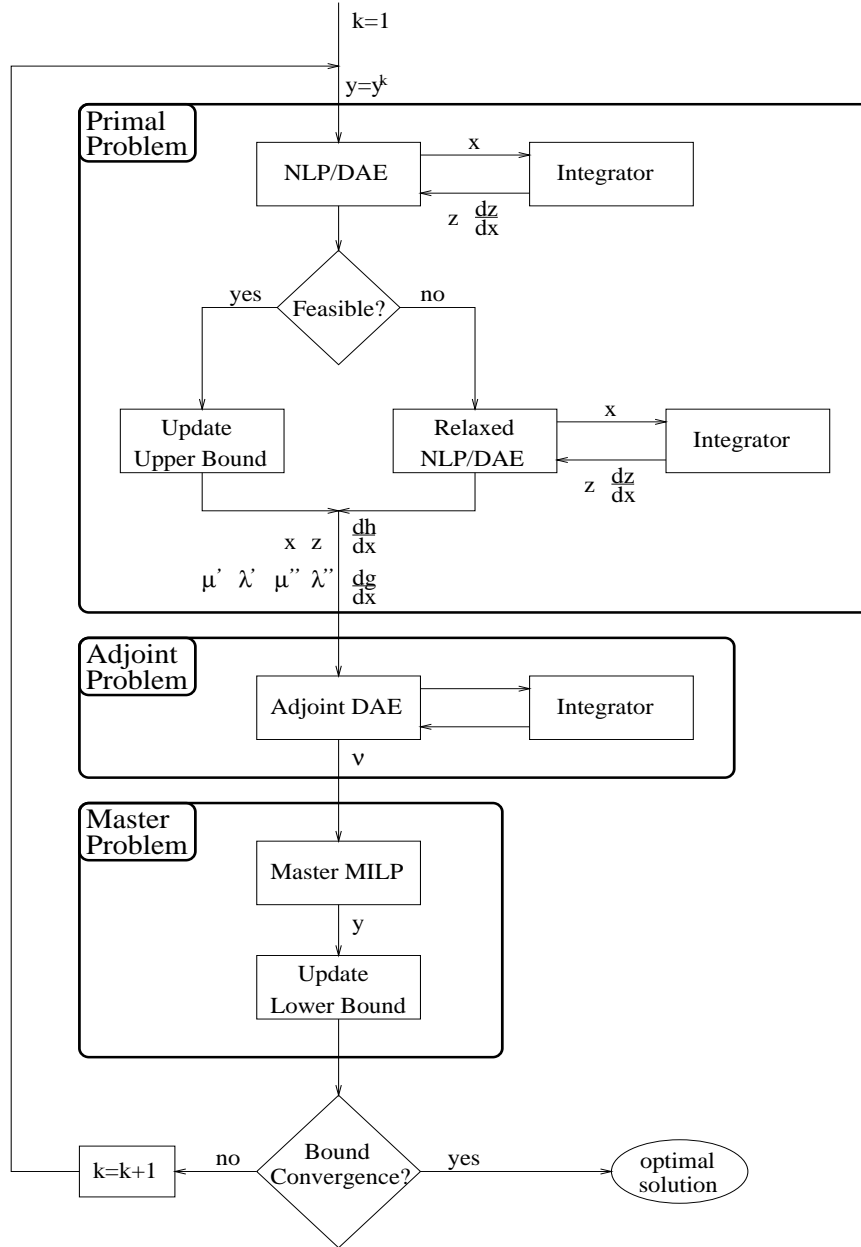 k=1
y=y^k
Primal
Problem
NLP/DAE
x
Integrator
z dz
dx
Feasible?
yes
no
Update
Upper Bound
Relaxed
NLP/DAE
x
Integrator
z dz
dx
x z dh
dx
μ' λ' μ'' λ'' dg
dx
Adjoint
Problem
Adjoint DAE
Integrator
ν
Master
Problem
Master MILP
y
Update
Lower Bound
Bound
Convergence?
no
k=k+1
yes
optimal
solution